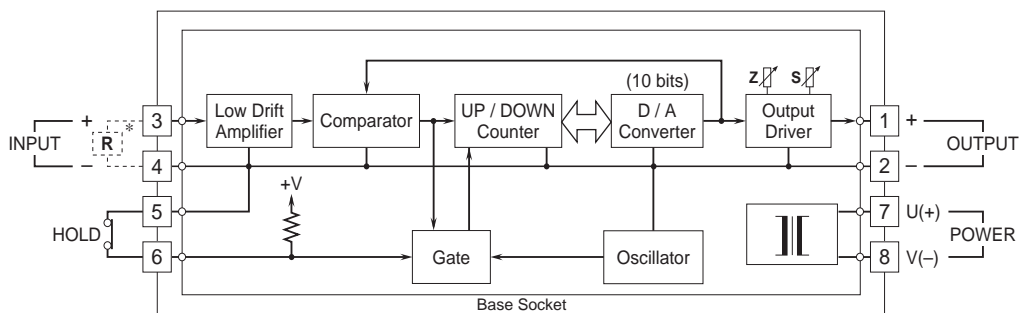 (10 bits) Z S
INPUT + R * − 3 4
Low Drift
Amplifier
Comparator
UP / DOWN
Counter
D / A
Converter
Output
Driver
1 + OUTPUT
2 −
HOLD 5 6
+V
Gate
Oscillator
7 U(+) POWER
8 V(–)
Base Socket